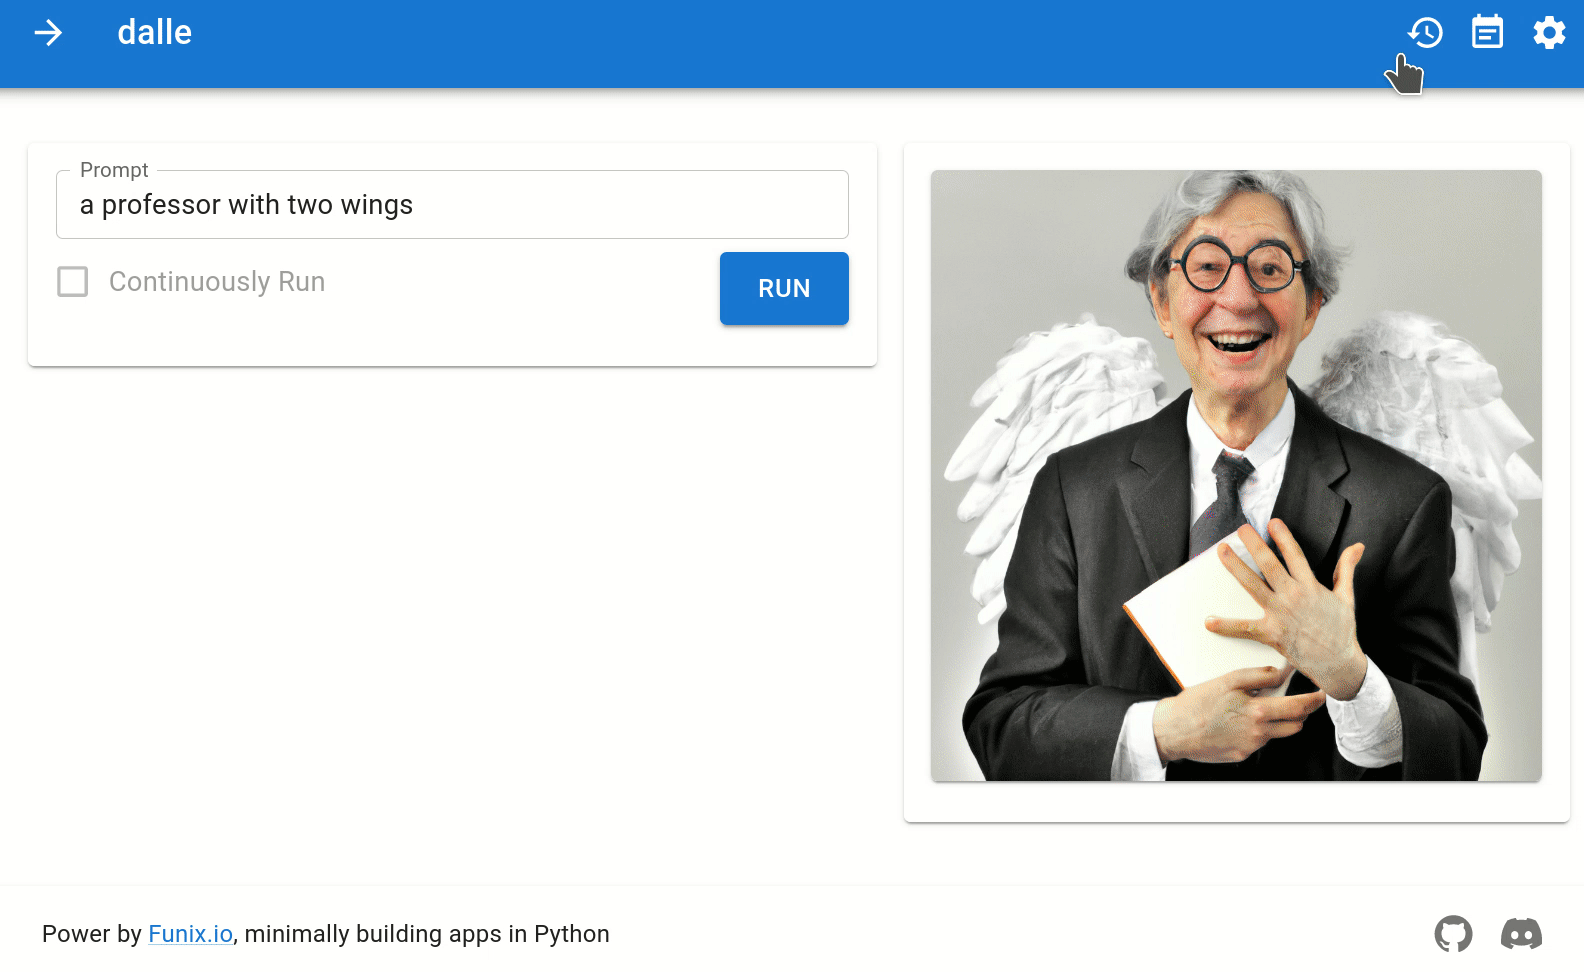 dalle
Prompt
a professor with two wings
Continuously Run
RUN
Power by Funix.io, minimally building apps in Python